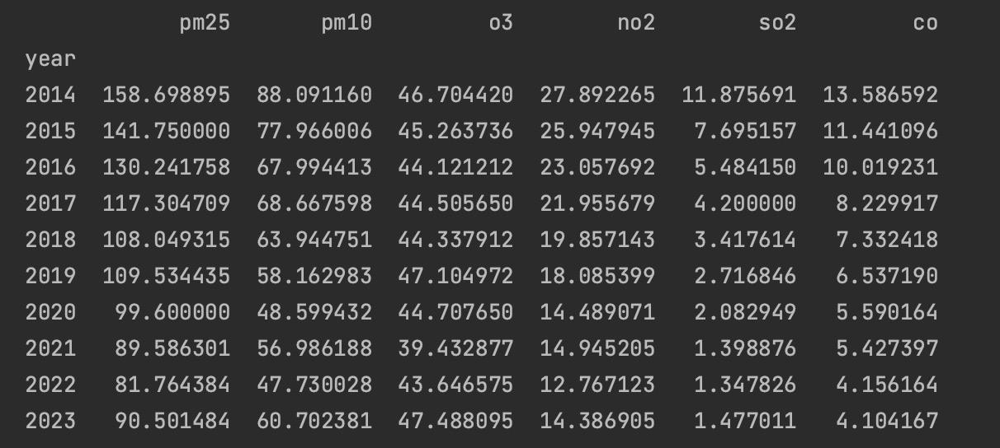 pm25 pm10 o3 no2 so2 co
year
2014 158.698895 88.091160 46.704420 27.892265 11.875691 13.586592
2015 141.750000 77.966006 45.263736 25.947945 7.695157 11.441096
2016 130.241758 67.994413 44.121212 23.057692 5.484150 10.019231
2017 117.304709 68.667598 44.505650 21.955679 4.200000 8.229917
2018 108.049315 63.944751 44.337912 19.857143 3.417614 7.332418
2019 109.534435 58.162983 47.104972 18.085399 2.716846 6.537190
2020 99.600000 48.599432 44.707650 14.489071 2.082949 5.590164
2021 89.586301 56.986188 39.432877 14.945205 1.398876 5.427397
2022 81.764384 47.730028 43.646575 12.767123 1.347826 4.156164
2023 90.501484 60.702381 47.488095 14.386905 1.477011 4.104167